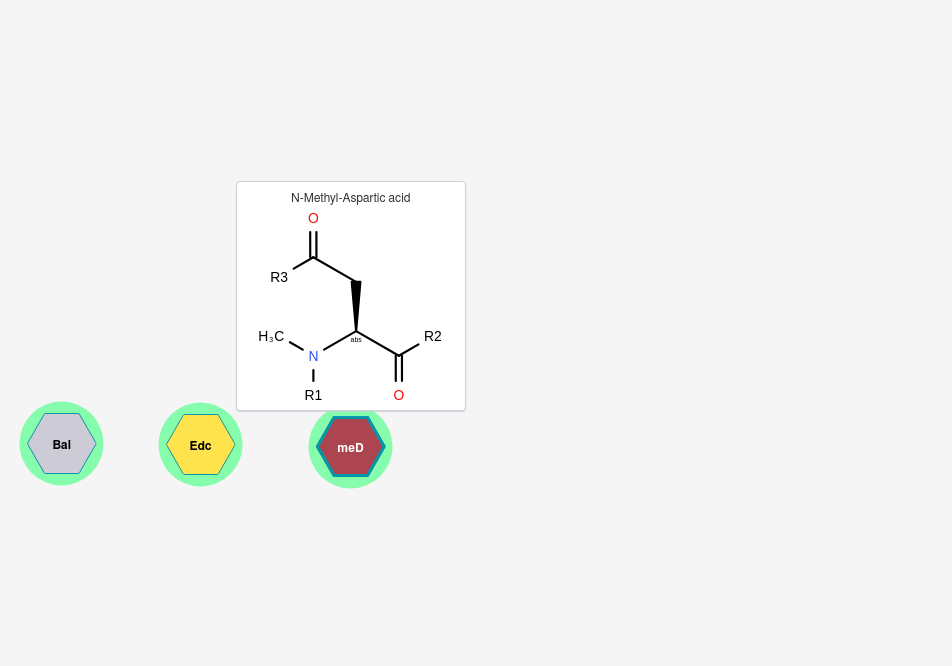 N-Methyl-Aspartic acid
O
R3
H₃C
N
abs
R2
R1
O
Bal
Edc
meD